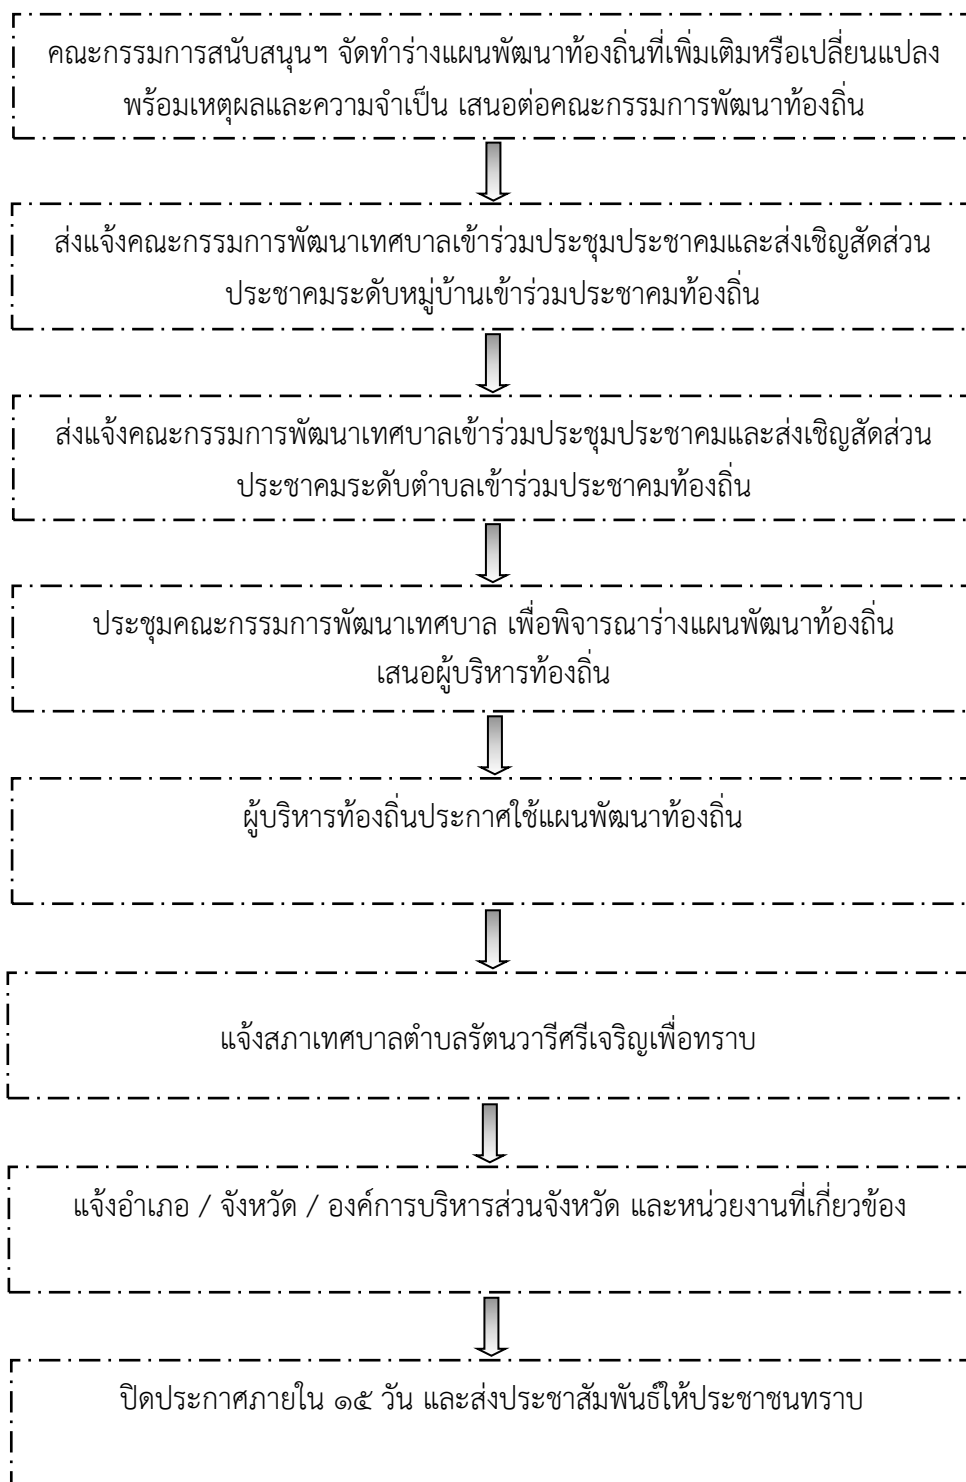 คณะกรรมการสนับสนุนฯ จัดทำร่างแผนพัฒนาท้องถิ่นที่เพิ่มเติมหรือเปลี่ยนแปลง
พร้อมเหตุผลและความจำเป็น เสนอต่อคณะกรรมการพัฒนาท้องถิ่น
ส่งแจ้งคณะกรรมการพัฒนาเทศบาลเข้าร่วมประชุมประชาคมและส่งเชิญสัดส่วน
ประชาคมระดับหมู่บ้านเข้าร่วมประชาคมท้องถิ่น
ส่งแจ้งคณะกรรมการพัฒนาเทศบาลเข้าร่วมประชุมประชาคมและส่งเชิญสัดส่วน
ประชาคมระดับตำบลเข้าร่วมประชาคมท้องถิ่น
ประชุมคณะกรรมการพัฒนาเทศบาล เพื่อพิจารณาร่างแผนพัฒนาท้องถิ่น
เสนอผู้บริหารท้องถิ่น
ผู้บริหารท้องถิ่นประกาศใช้แผนพัฒนาท้องถิ่น
แจ้งสภาเทศบาลตำบลรัตนวารีศรีเจริญเพื่อทราบ
แจ้งอำเภอ / จังหวัด / องค์การบริหารส่วนจังหวัด และหน่วยงานที่เกี่ยวข้อง
ปิดประกาศภายใน ๑๕ วัน และส่งประชาสัมพันธ์ให้ประชาชนทราบ